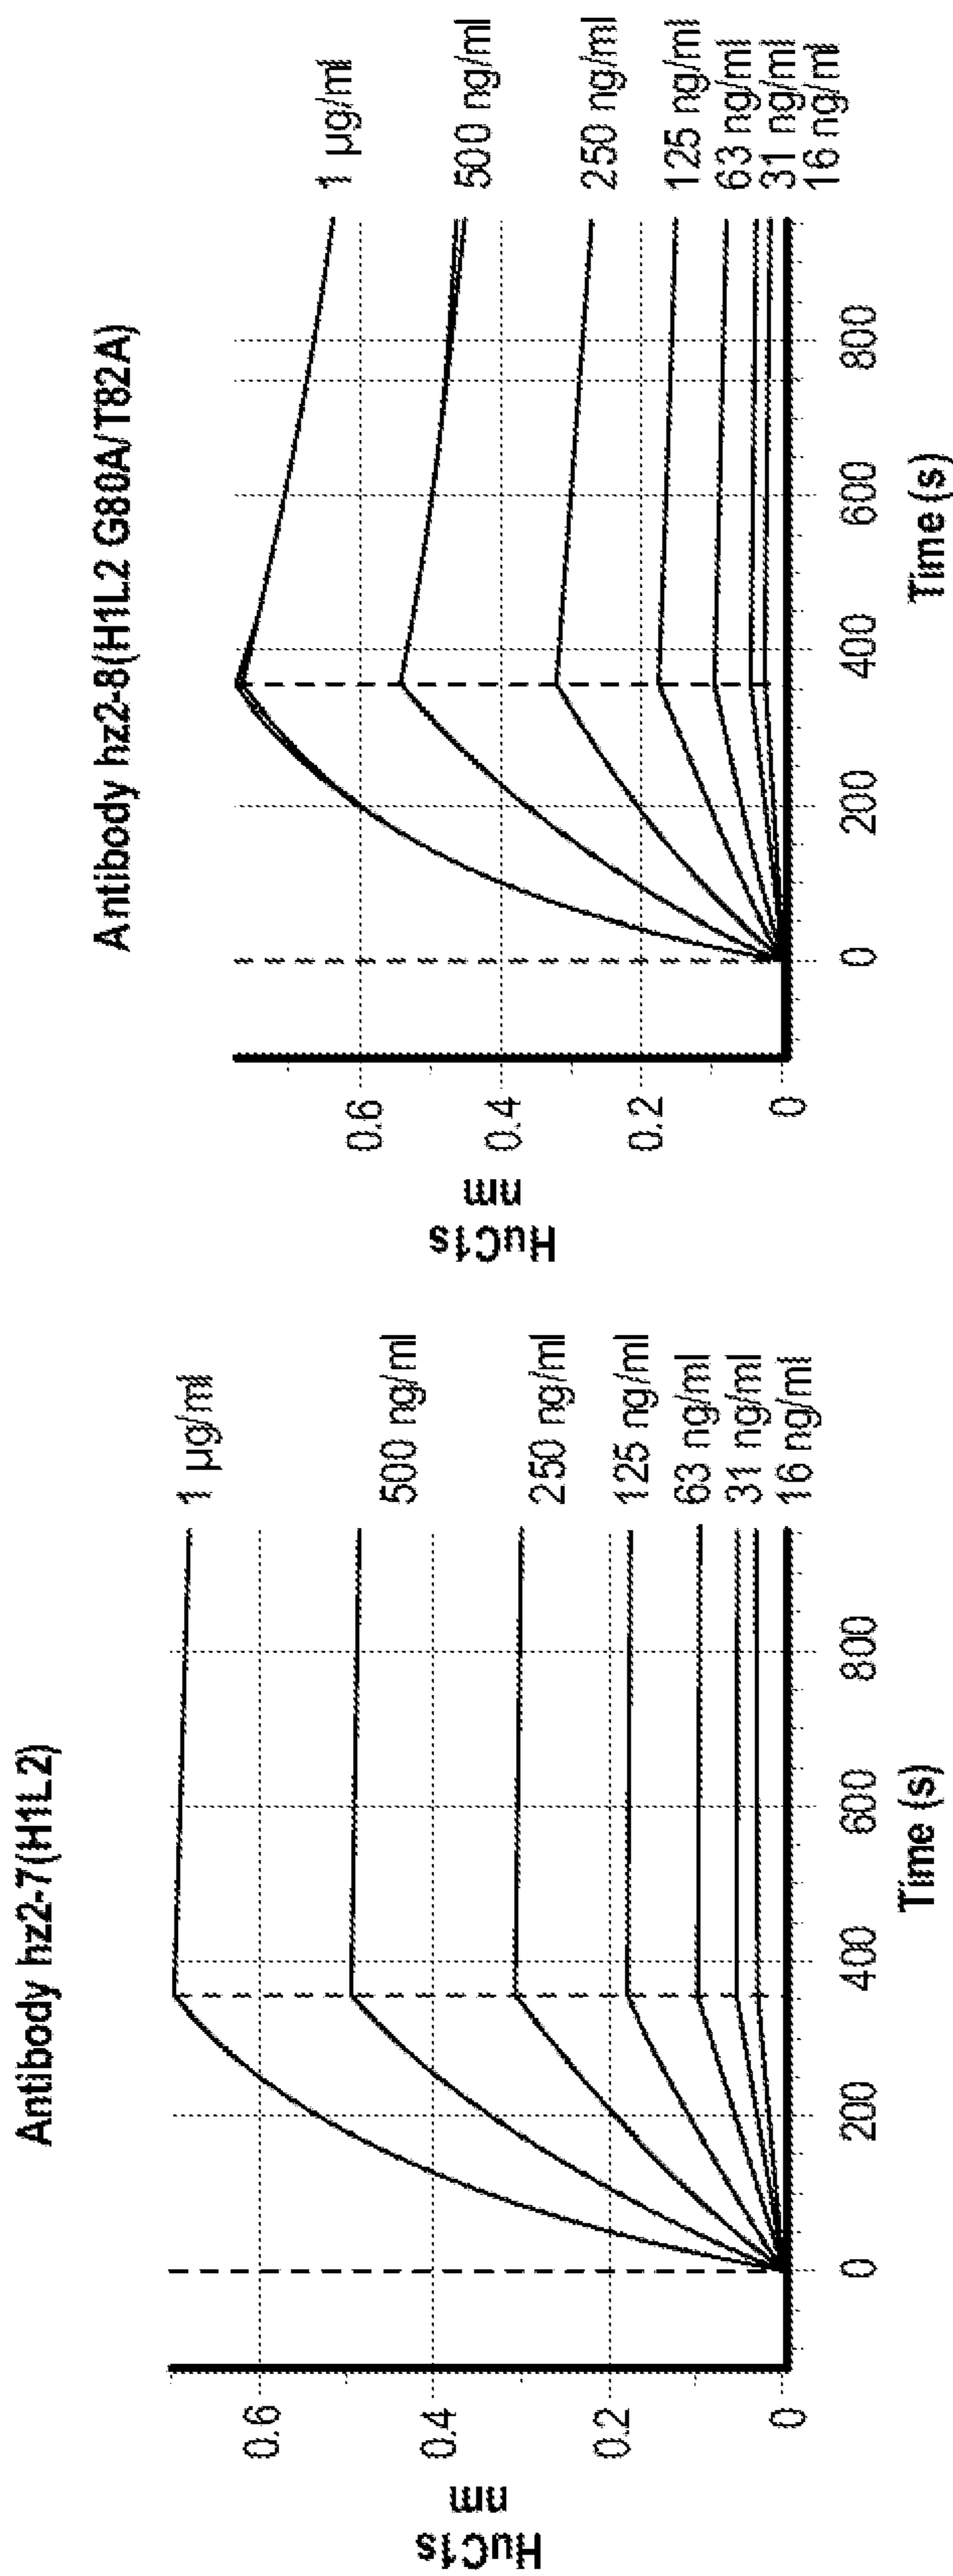 Antibody hz2-7(H1L2)
HuC1s
nm
0.6
0.4
0.2
0
0
200
400
600
800
Time (s)
1 µg/ml
500 ng/ml
250 ng/ml
125 ng/ml
63 ng/ml
31 ng/ml
16 ng/ml
Antibody hz2-8(H1L2 G80A/T82A)
HuC1s
nm
0.6
0.4
0.2
0
0
200
400
600
800
Time (s)
1 µg/ml
500 ng/ml
250 ng/ml
125 ng/ml
63 ng/ml
31 ng/ml
16 ng/ml